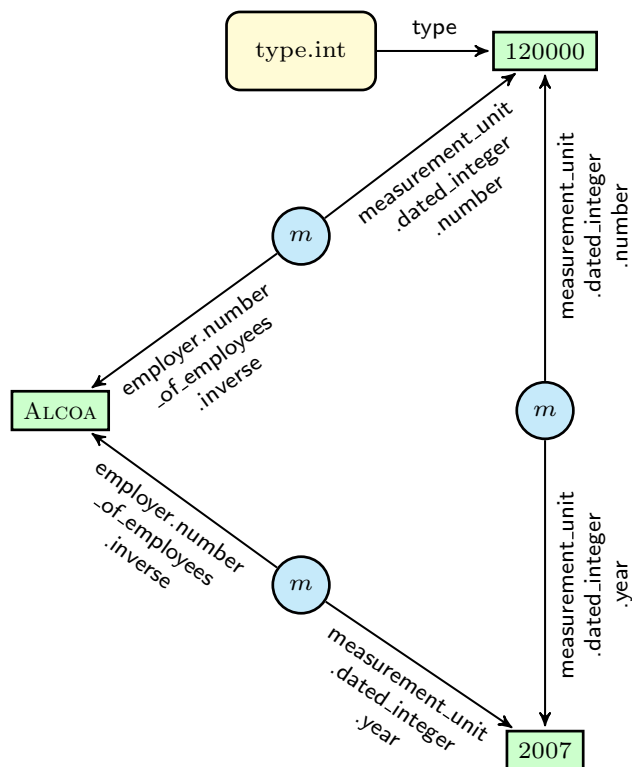 type.int
type
120000
measurement_unit
.dated_integer
.number
measurement_unit
.dated_integer
.number
m
employer.number
_of_employees
.inverse
ALCOA
m
employer.number
_of_employees
.inverse
m
measurement_unit
.dated_integer
.year
measurement_unit
.dated_integer
.year
2007